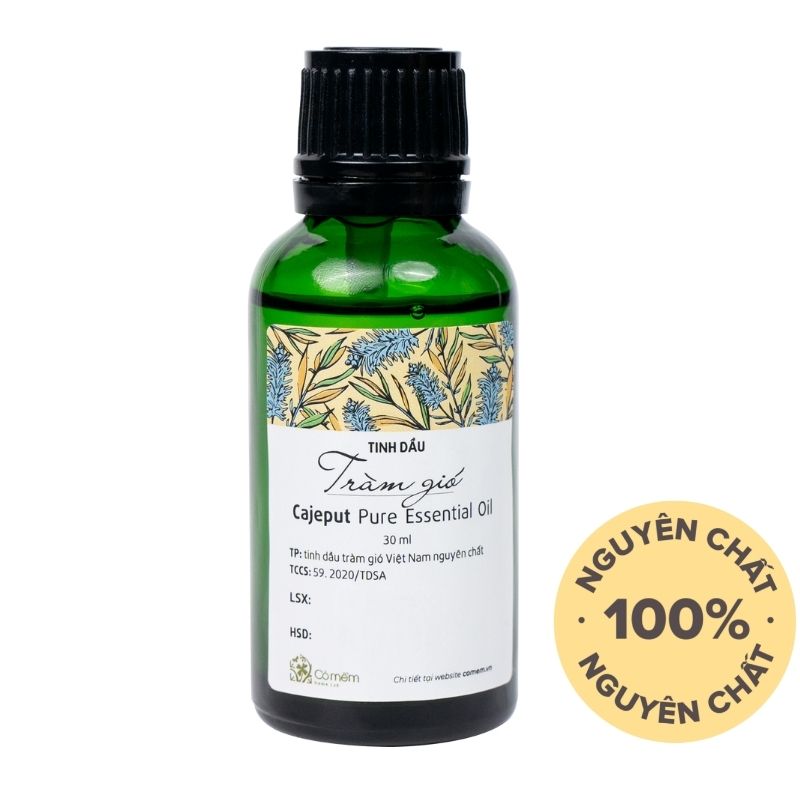 TINH DẦU
Tràm gió
Cajeput Pure Essential Oil
30 ml
TP: tinh dầu tràm gió Việt Nam nguyên chất
TCCS: 59. 2020/TDSA
LSX:
HSD:
Cỏ mềm
HOME LAB
Chi tiết tại website comem.vn
NGUYÊN CHẤT
100%
NGUYÊN CHẤT